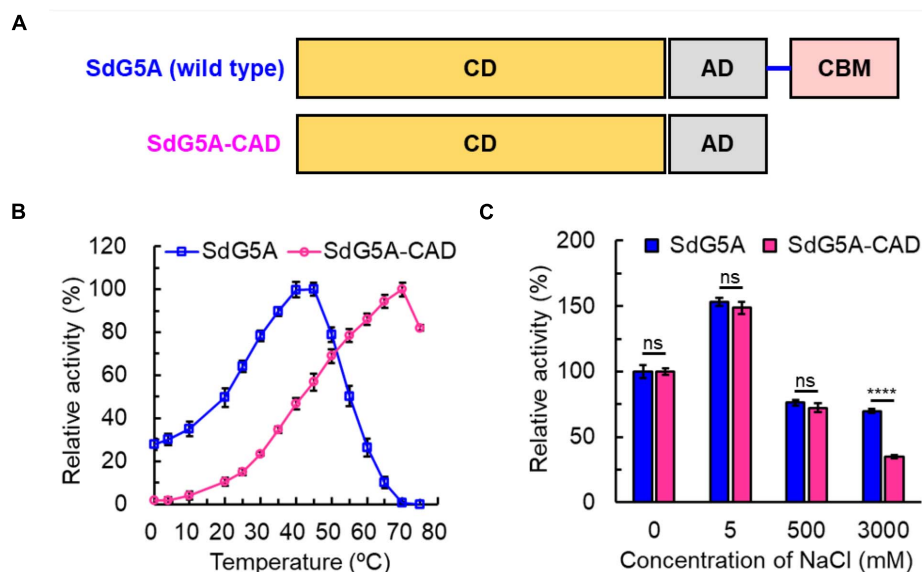 A
SdG5A (wild type)
CD
AD
CBM
SdG5A-CAD
CD
AD
B
SdG5A
SdG5A-CAD
Relative activity (%)
120
100
80
60
40
20
0
0 10 20 30 40 50 60 70 80
Temperature (ºC)
C
SdG5A
SdG5A-CAD
Relative activity (%)
200
150
100
50
0
ns
ns
ns
****
0 5 500 3000
Concentration of NaCl (mM)